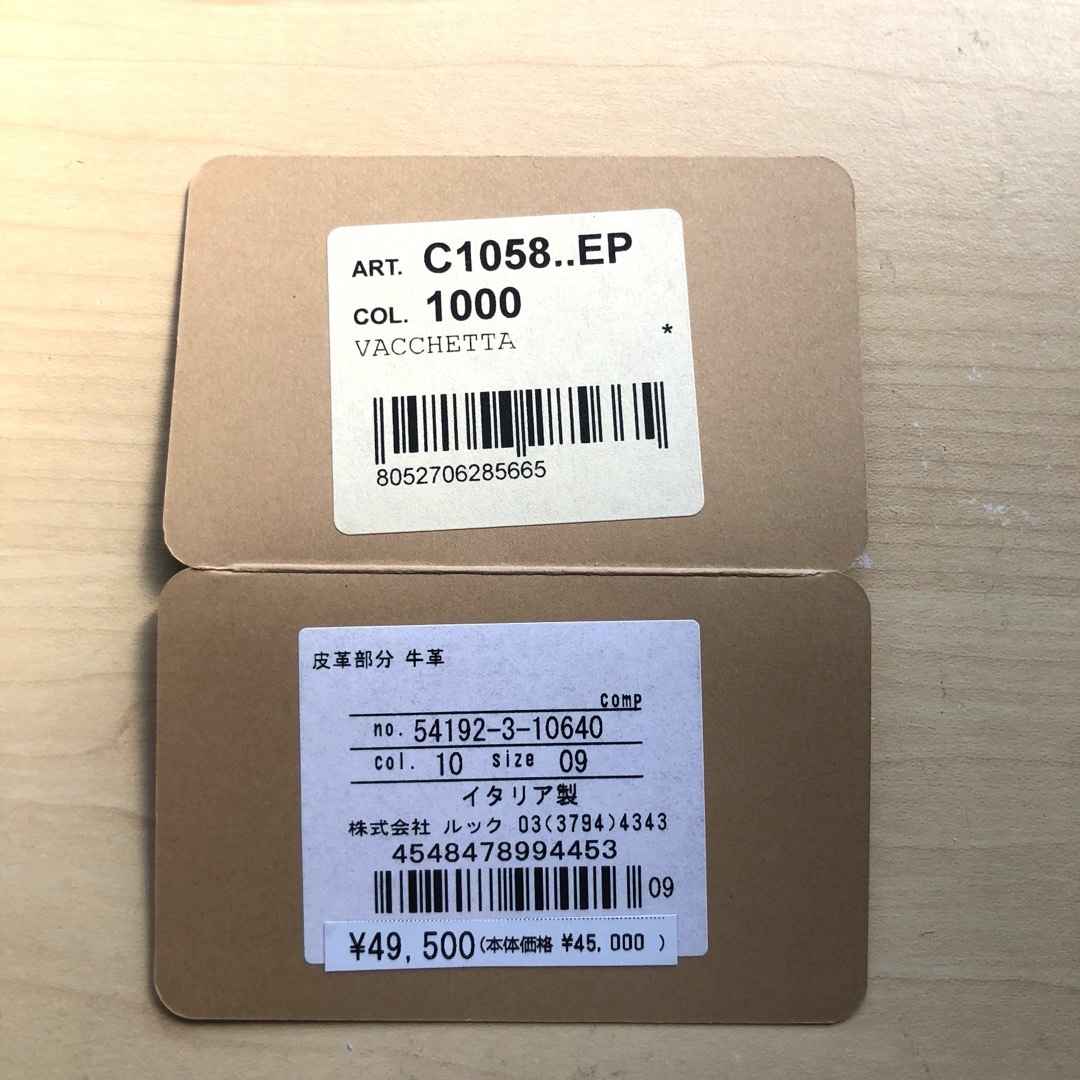 ART. C1058..EP
COL. 1000
VACCHETTA *
8052706285665
皮革部分 牛革
comp
no. 54192-3-10640
col. 10 size 09
イタリア製
株式会社 ルック 03(3794)4343
4548478994453
09
¥49,500(本体価格 ¥45,000 )